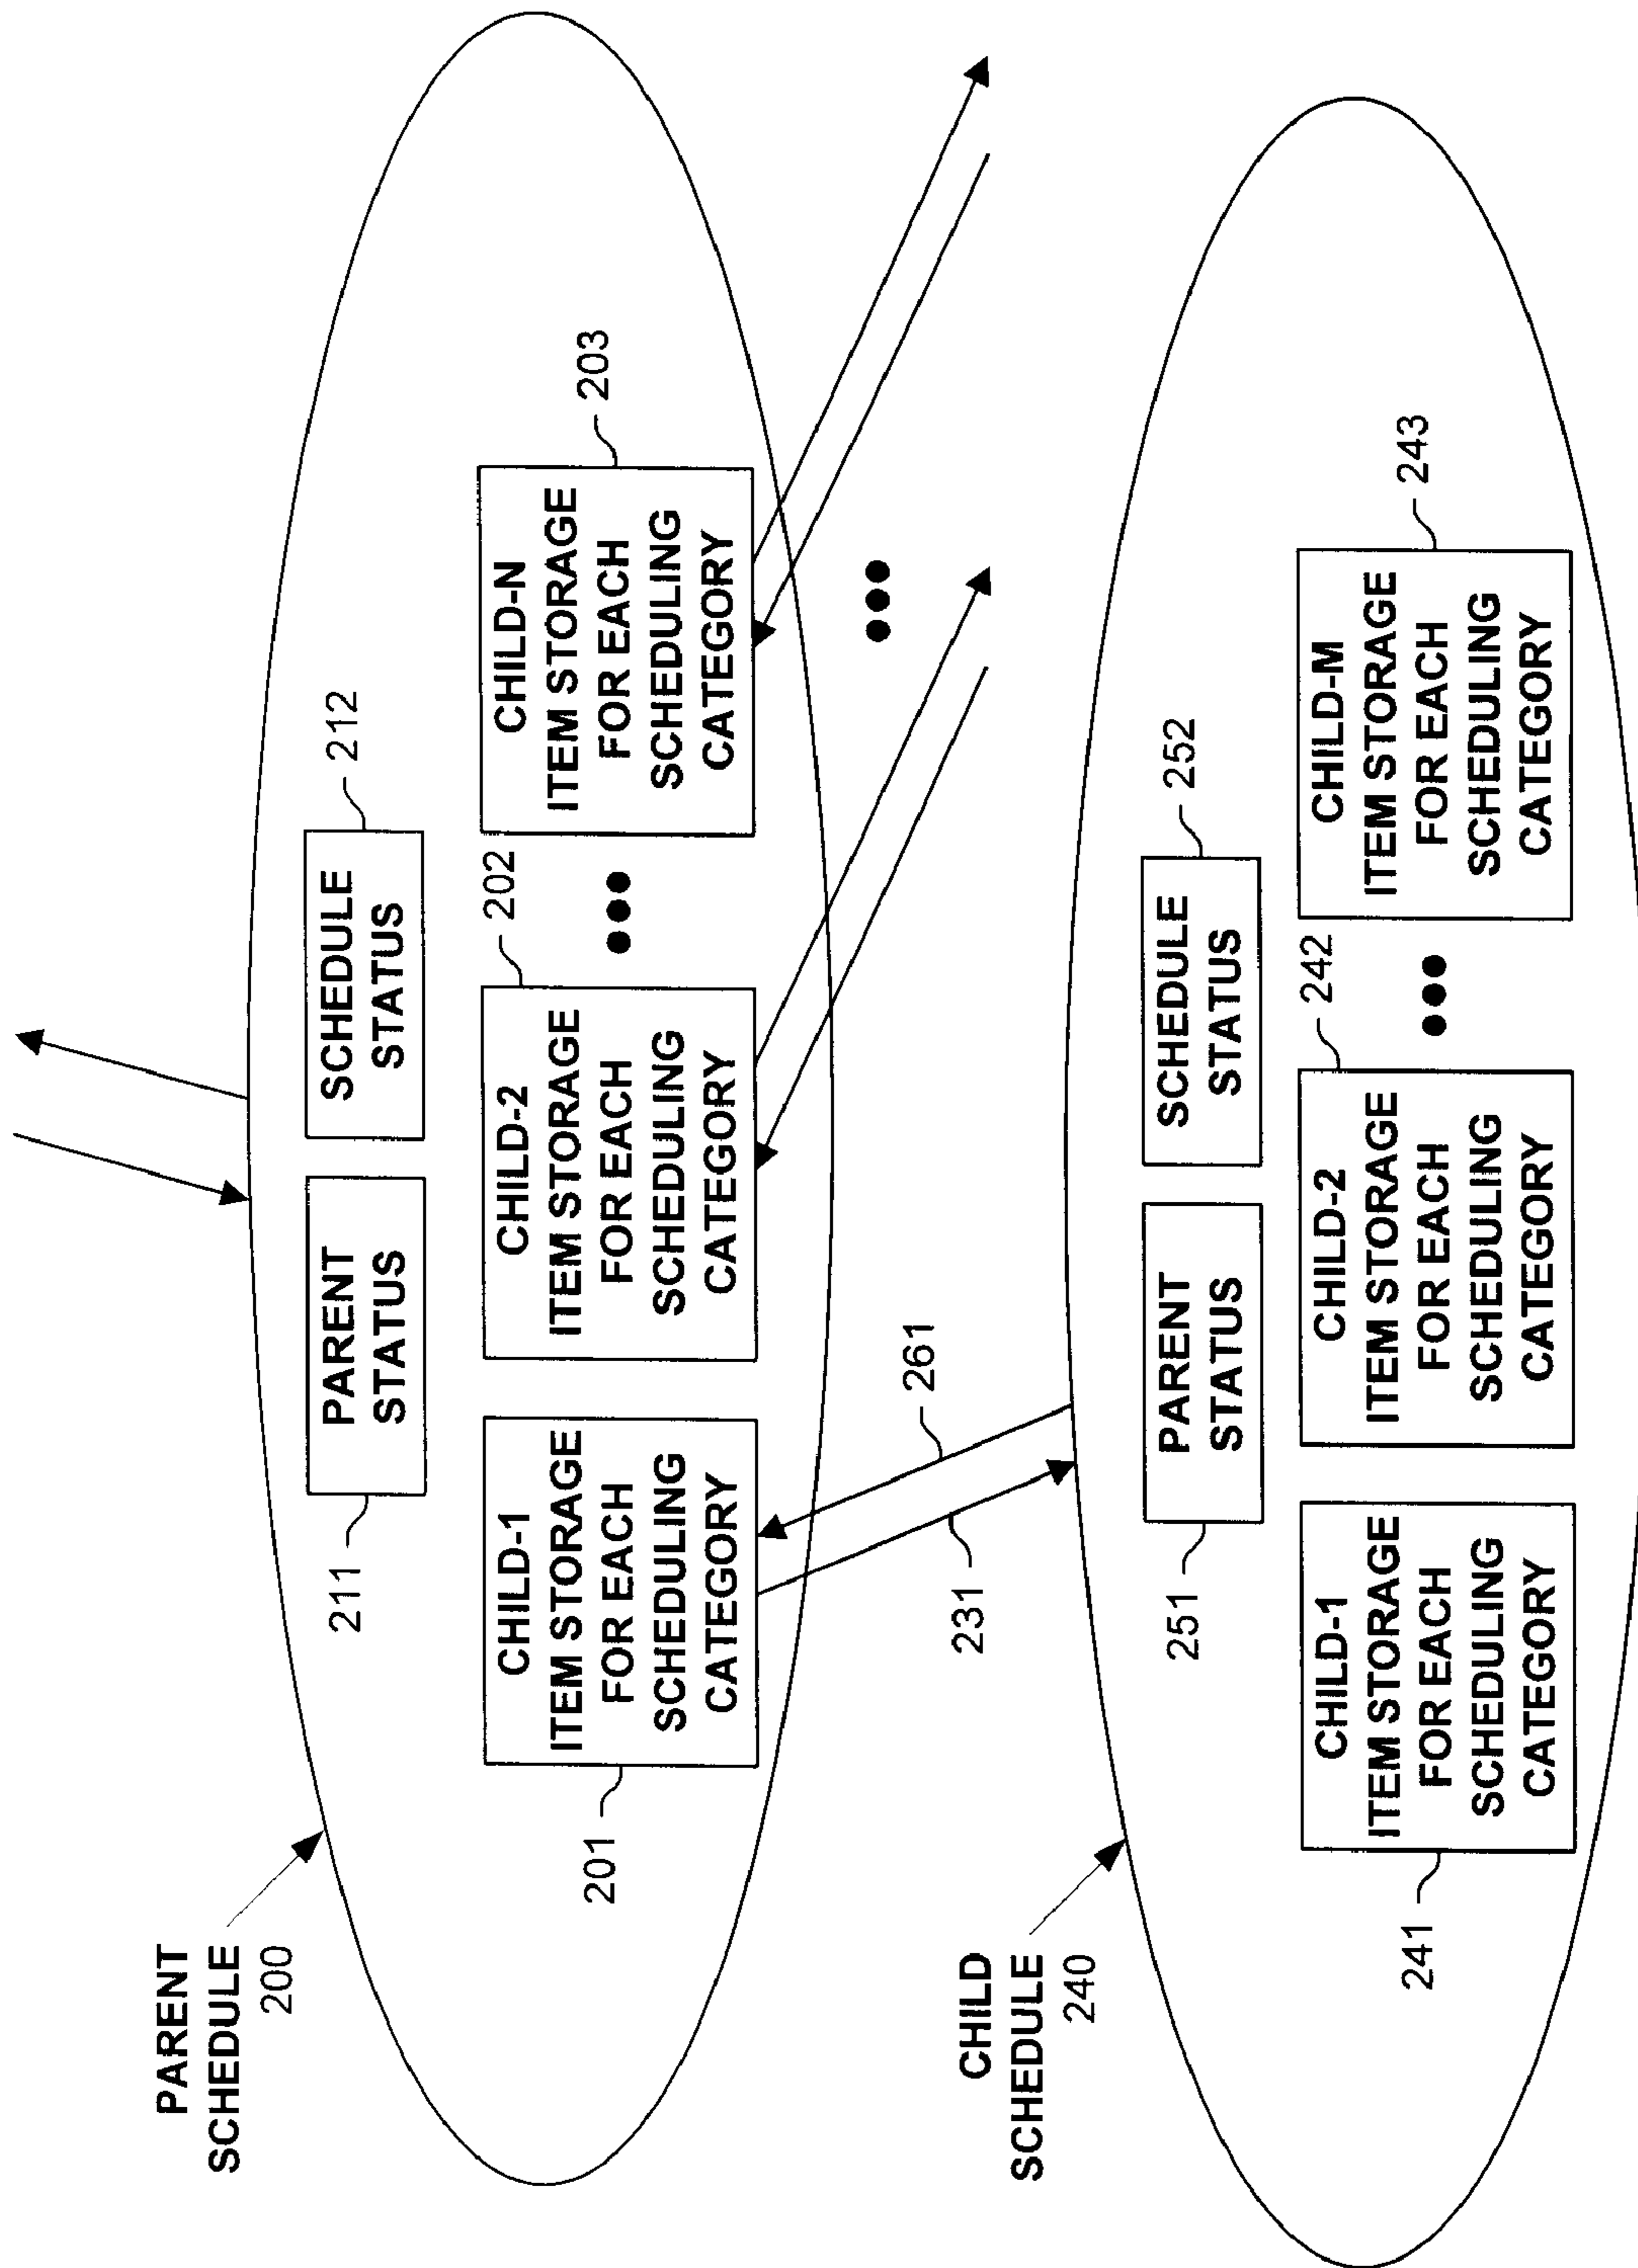 PARENT
SCHEDULE
200
211
PARENT
STATUS
SCHEDULE
STATUS
212
201
CHILD-1
ITEM STORAGE
FOR EACH
SCHEDULING
CATEGORY
CHILD-2
ITEM STORAGE
FOR EACH
SCHEDULING
CATEGORY
202
CHILD-N
ITEM STORAGE
FOR EACH
SCHEDULING
CATEGORY
203
231
261
CHILD
SCHEDULE
240
251
PARENT
STATUS
SCHEDULE
STATUS
252
241
CHILD-1
ITEM STORAGE
FOR EACH
SCHEDULING
CATEGORY
CHILD-2
ITEM STORAGE
FOR EACH
SCHEDULING
CATEGORY
242
CHILD-M
ITEM STORAGE
FOR EACH
SCHEDULING
CATEGORY
243